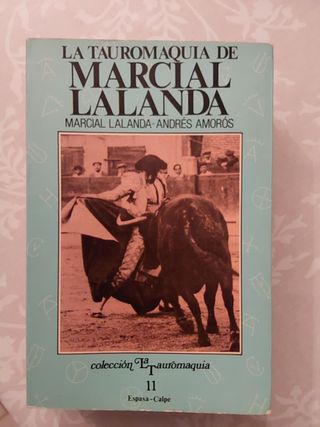 LA TAUROMAQUIA DE
MARCIAL
LALANDA
MARCIAL LALANDA-ANDRÉS AMORÓS
colección La Tauromaquia
11
Espasa-Calpe